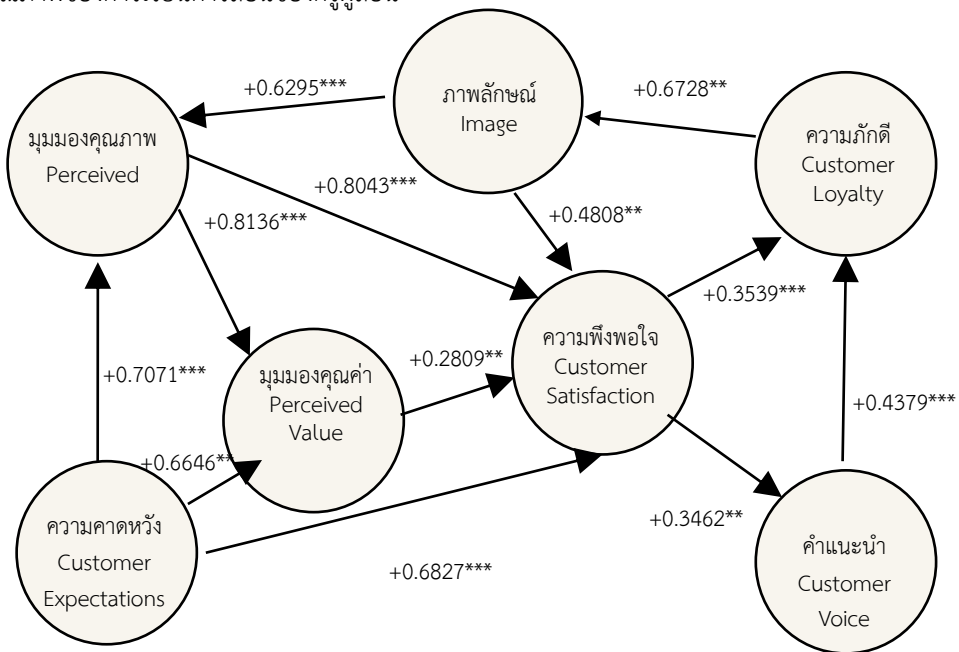 +0.6295***
ภาพลักษณ์
Image
+0.6728**
มุมมองคุณภาพ
Perceived
ความภักดี
Customer
Loyalty
+0.8043***
+0.8136***
+0.4808**
+0.3539***
ความพึงพอใจ
Customer
Satisfaction
+0.2809**
มุมมองคุณค่า
Perceived
Value
+0.7071***
+0.4379***
+0.6646**
ความคาดหวัง
Customer
Expectations
+0.6827***
+0.3462**
คำแนะนำ
Customer
Voice